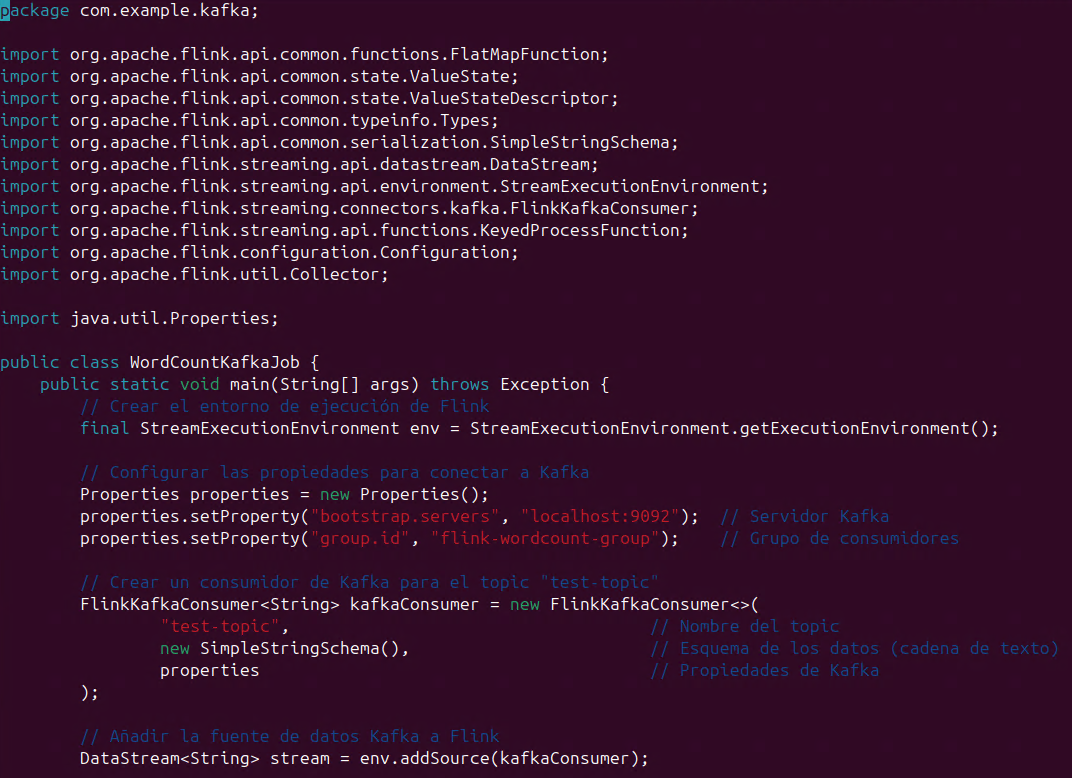 package com.example.kafka;
import org.apache.flink.api.common.functions.FlatMapFunction;
import org.apache.flink.api.common.state.ValueState;
import org.apache.flink.api.common.state.ValueStateDescriptor;
import org.apache.flink.api.common.typeinfo.Types;
import org.apache.flink.api.common.serialization.SimpleStringSchema;
import org.apache.flink.streaming.api.datastream.DataStream;
import org.apache.flink.streaming.api.environment.StreamExecutionEnvironment;
import org.apache.flink.streaming.connectors.kafka.FlinkKafkaConsumer;
import org.apache.flink.streaming.api.functions.KeyedProcessFunction;
import org.apache.flink.configuration.Configuration;
import org.apache.flink.util.Collector;
import java.util.Properties;
public class WordCountKafkaJob {
    public static void main(String[] args) throws Exception {
        // Crear el entorno de ejecución de Flink
        final StreamExecutionEnvironment env = StreamExecutionEnvironment.getExecutionEnvironment();
        // Configurar las propiedades para conectar a Kafka
        Properties properties = new Properties();
        properties.setProperty("bootstrap.servers", "localhost:9092");  // Servidor Kafka
        properties.setProperty("group.id", "flink-wordcount-group");    // Grupo de consumidores
        // Crear un consumidor de Kafka para el topic "test-topic"
        FlinkKafkaConsumer<String> kafkaConsumer = new FlinkKafkaConsumer<>(
                "test-topic",                                    // Nombre del topic
                new SimpleStringSchema(),                        // Esquema de los datos (cadena de texto)
                properties                                       // Propiedades de Kafka
        );
        // Añadir la fuente de datos Kafka a Flink
        DataStream<String> stream = env.addSource(kafkaConsumer);